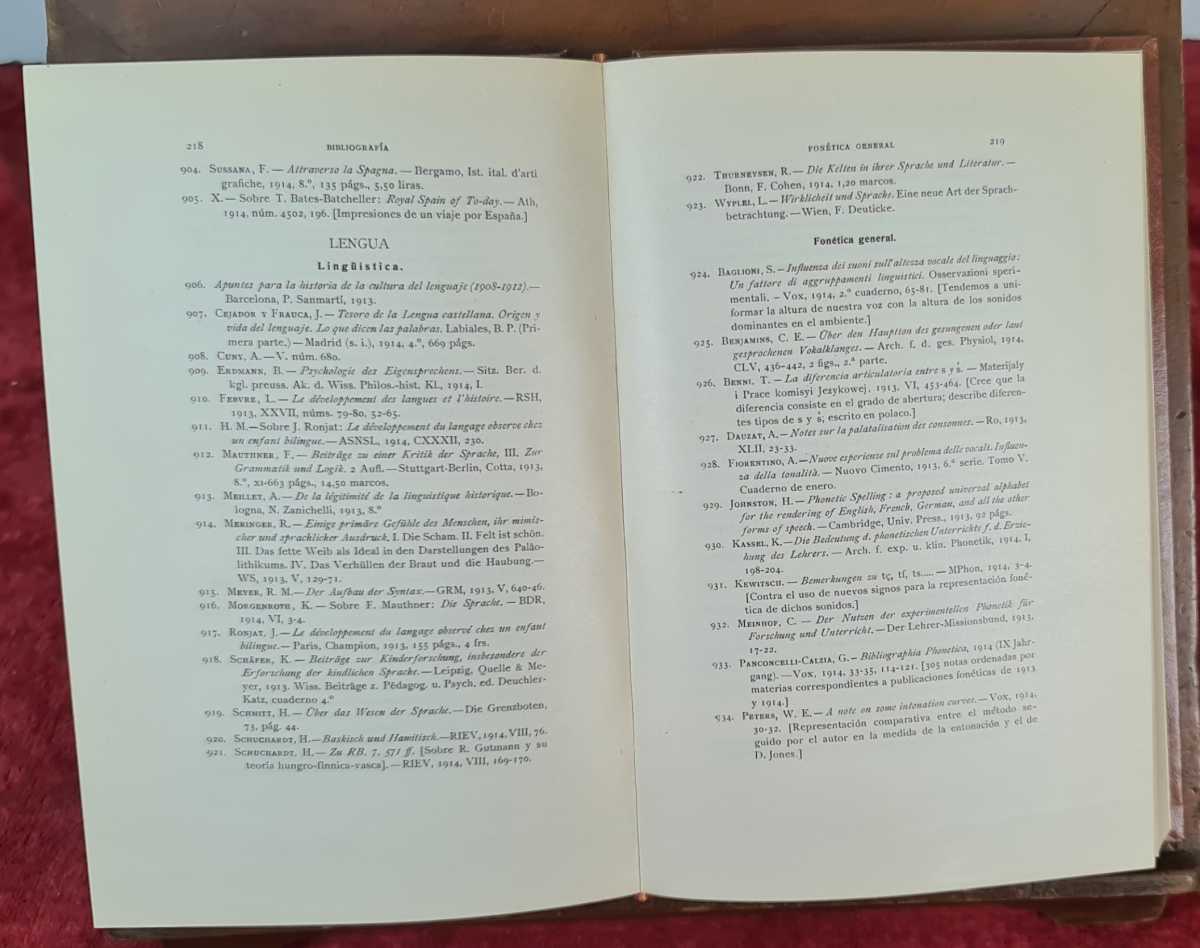 218
BIBLIOGRAFÍA
904. SUSSANA, F. — Attraverso la Spagna. — Bergamo, Ist. ital. d'arti
grafiche, 1914, 8.º, 135 págs., 5,50 liras.
905. X. — Sobre T. Bates-Batcheller: Royal Spain of To-day. — Ath,
1914, núm. 4502, 196. [Impresiones de un viaje por España.]
LENGUA
Lingüistica.
906. Apuntes para la historia de la cultura del lenguaje (1908-1912).—
Barcelona, P. Sanmartí, 1913.
907. CEJADOR Y FRAUCA, J. — Tesoro de la Lengua castellana. Origen y
vida del lenguaje. Lo que dicen las palabras. Labiales, B. P. (Pri-
mera parte.) — Madrid (s. i.), 1914, 4.º, 669 págs.
908. CUNY, A. — V. núm. 680.
909. ERDMANN, B. — Psychologie des Eigensprechens. — Sitz. Ber. d.
kgl. preuss. Ak. d. Wiss. Philos.-hist. KL, 1914, I.
910. FEBVRE, L. — Le développement des langues et l'histoire. — RSH,
1913, XXVII, núms. 79-80, 52-65.
911. H. M.—Sobre J. Ronjat: Le développement du langage observe chez
un enfant bilingue.— ASNSL, 1914, CXXXII, 230.
912. MAUTHNER, F. — Beiträge zu einer Kritik der Sprache, III. Zur
Grammatik und Logik. 2 Aufl. — Stuttgart-Berlin, Cotta, 1913,
8.º, XI-663 págs., 14,50 marcos.
913. MEILLET, A. — De la légitimité de la linguistique historique. — Bo-
logna, N. Zanichelli, 1913, 8.º
914. MERINGER, R. — Einige primäre Gefühle des Menschen, ihr mimis-
cher und sprachlicher Ausdruck. I. Die Scham. II. Felt ist schön.
III. Das fette Weib als Ideal in den Darstellungen des Paläo-
lithikums. IV. Das Verhüllen der Braut und die Haubung.—
WS, 1913, V, 129-71.
915. MEYER, R. M. — Der Aufbau der Syntax. — GRM, 1913, V, 640-46.
916. MORGENROTH, K. — Sobre F. Mauthner: Die Sprache. — BDR,
1914, VI, 3-4.
917. RONJAT, J. — Le développement du langage observé chez un enfant
bilingue. — Paris, Champion, 1913, 155 págs., 4 frs.
918. SCHÄFER, K. — Beiträge zur Kinderforschung, insbesondere der
Erforschung der kindlichen Sprache. — Leipzig, Quelle & Me-
yer, 1913. Wiss. Beiträge z. Pëdagog. u. Psych. ed. Deuchler-
Katz, cuaderno 4.º
919. SCHMITT, H. — Über das Wesen der Sprache. — Die Grenzboten,
73, pág. 44.
920. SCHUCHARDT, H.—Baskisch und Hamitisch.—RIEV, 1914, VIII, 76.
921. SCHUCHARDT, H. — Zu RB. 7, 571 ff. [Sobre R. Gutmann y su
teoría hungro-finnica-vasca]. — RIEV, 1914, VIII, 169-170.
FONÉTICA GENERAL
219
922. THURNEYSEN, R. — Die Kelten in ihrer Sprache und Literatur. —
Bonn, F. Cohen, 1914, 1,20 marcos.
923. WYPLEL, L. — Wirklicheit und Sprache. Eine neue Art der Sprach-
betrachtung. — Wien, F. Deuticke.
Fonética general.
924. BAGLIONI, S. — Influenza dei suoni sull'altezza vocale del linguaggio:
Un fattore di aggruppamenti linguistici. Osservazioni speri-
mentali. – Vox, 1914, 2.º cuaderno, 65-81. [Tendemos a uni-
formar la altura de nuestra voz con la altura de los sonidos
dominantes en el ambiente.]
925. BENJAMINS, C. E. — Über den Hauptton des gesungenen oder laut
gesprochenen Vokalklanges. — Arch. f. d. ges. Physiol, 1914,
CLV, 436-442, 2 figs., 2.ª parte.
926. BENNI, T. — La diferencia articulatoria entre s y ś. — Materijaly
i Prace komisyi Jezykowej, 1913, VI, 453-464. [Cree que la
diferencia consiste en el grado de abertura; describe diferen-
tes tipos de s y ś; escrito en polaco.]
927. DAUZAT, A. — Notes sur la palatalisation des consonnes. — Ro, 1913,
XLII, 23-33.
928. FIORENTINO, A. — Nuove esperienze sul problema delle vocali. Influen-
za della tonalità. — Nuovo Cimento, 1913, 6.ª serie. Tomo V.
Cuaderno de enero.
929. JOHNSTON, H. — Phonetic Spelling: a proposed universal alphabet
for the rendering of English, French, German, and all the other
forms of speech. — Cambridge, Univ. Press., 1913, 92 págs.
930. KASSEL, K.—Die Bedeutung d. phonetischen Unterrichts f. d. Erzie-
hung des Lehrers. — Arch. f. exp. u. klin. Phonetik, 1914, I,
198-204.
931. KEWITSCH. — Bemerkungen zu tç, tſ, ts..... — MPhon, 1914, 3-4.
[Contra el uso de nuevos signos para la representación foné-
tica de dichos sonidos.]
932. MEINHOF, C. — Der Nutzen der experimentellen Phonetik für
Forschung und Unterricht. — Der Lehrer-Missionsbund, 1913,
17-22.
933. PANCONCELLI-CALZIA, G. — Bibliographia Phonetica, 1914 (IX Jahr-
gang). — Vox, 1914, 33-35, 114-121. [305 notas ordenadas por
materias correspondientes a publicaciones fonéticas de 1913
y 1914.]
934. PETERS, W. E. — A note on some intonation curves. — Vox, 1914,
30-32. [Representación comparativa entre el método se-
guido por el autor en la medida de la entonación y el de
D. Jones.]